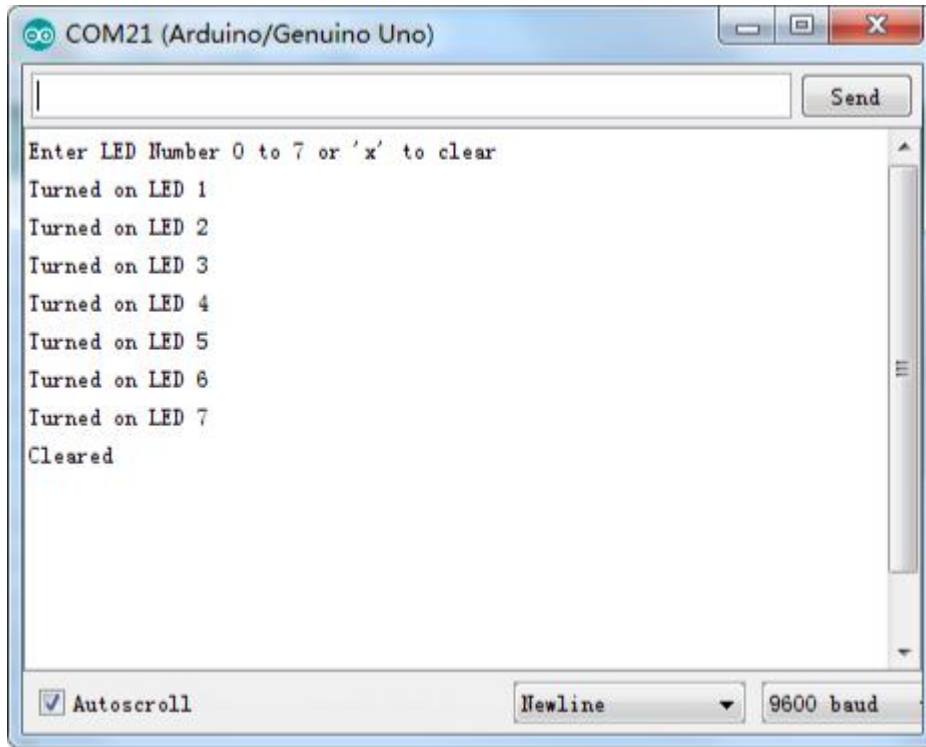 COM21 (Arduino/Genuino Uno)
Send
Enter LED Number 0 to 7 or 'x' to clear
Turned on LED 1
Turned on LED 2
Turned on LED 3
Turned on LED 4
Turned on LED 5
Turned on LED 6
Turned on LED 7
Cleared
Autoscroll
Newline
9600 baud